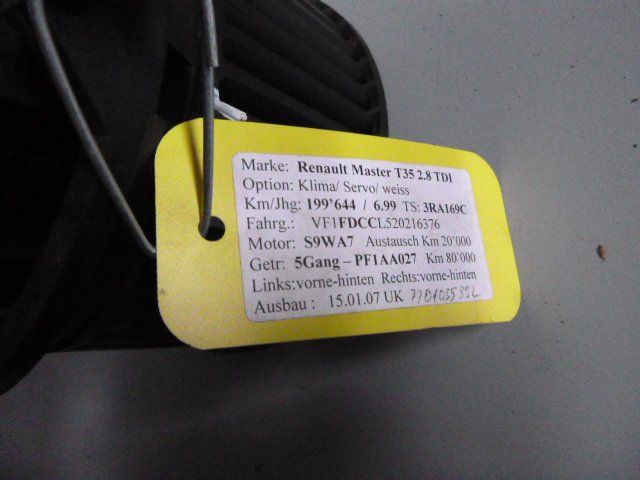 Marke: Renault Master T35 2.8 TDI
Option: Klima/ Servo/ weiss
Km/Jhg: 199'644 / 6.99 TS: 3RA169C
Fahrg.: VF1FDCCL520216376
Motor: S9WA7 Austausch Km 20'000
Getr: 5Gang – PF1AA027 Km 80'000
Links:vorne-hinten Rechts:vorne-hinten
Ausbau : 15.01.07 UK